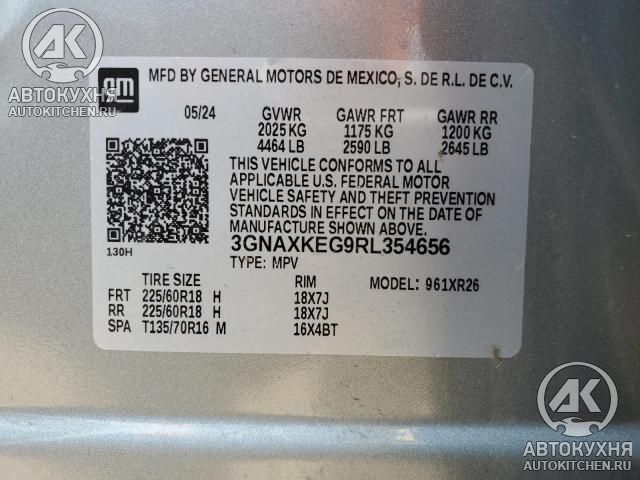 GM
MFD BY GENERAL MOTORS DE MEXICO, S. DE R.L. DE C.V.
05/24 GVWR GAWR FRT GAWR RR
2025 KG 1175 KG 1200 KG
4464 LB 2590 LB 2645 LB
THIS VEHICLE CONFORMS TO ALL
APPLICABLE U.S. FEDERAL MOTOR
VEHICLE SAFETY AND THEFT PREVENTION
STANDARDS IN EFFECT ON THE DATE OF
MANUFACTURE SHOWN ABOVE.
130H
3GNAXKEG9RL354656
TYPE: MPV
TIRE SIZE RIM MODEL: 961XR26
FRT 225/60R18 H 18X7J
RR 225/60R18 H 18X7J
SPA T135/70R16 M 16X4BT
АК
АВТОКУХНЯ
AUTOKITCHEN.RU
АК
АВТОКУХНЯ
AUTOKITCHEN.RU